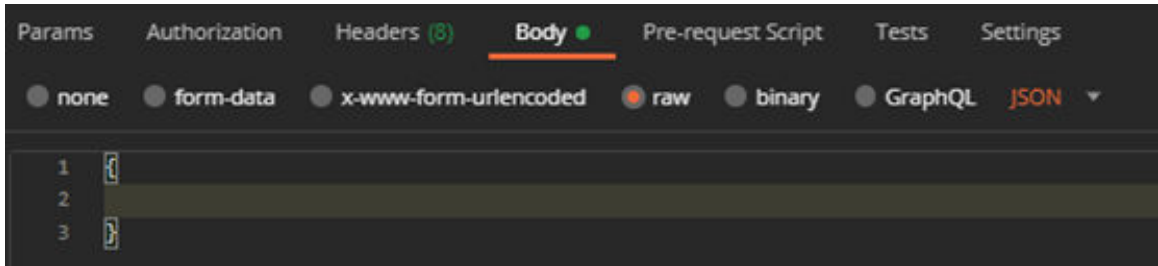 Params Authorization Headers (8) Body Pre-request Script Tests Settings
none form-data x-www-form-urlencoded raw binary GraphQL JSON
1 {
2
3 }